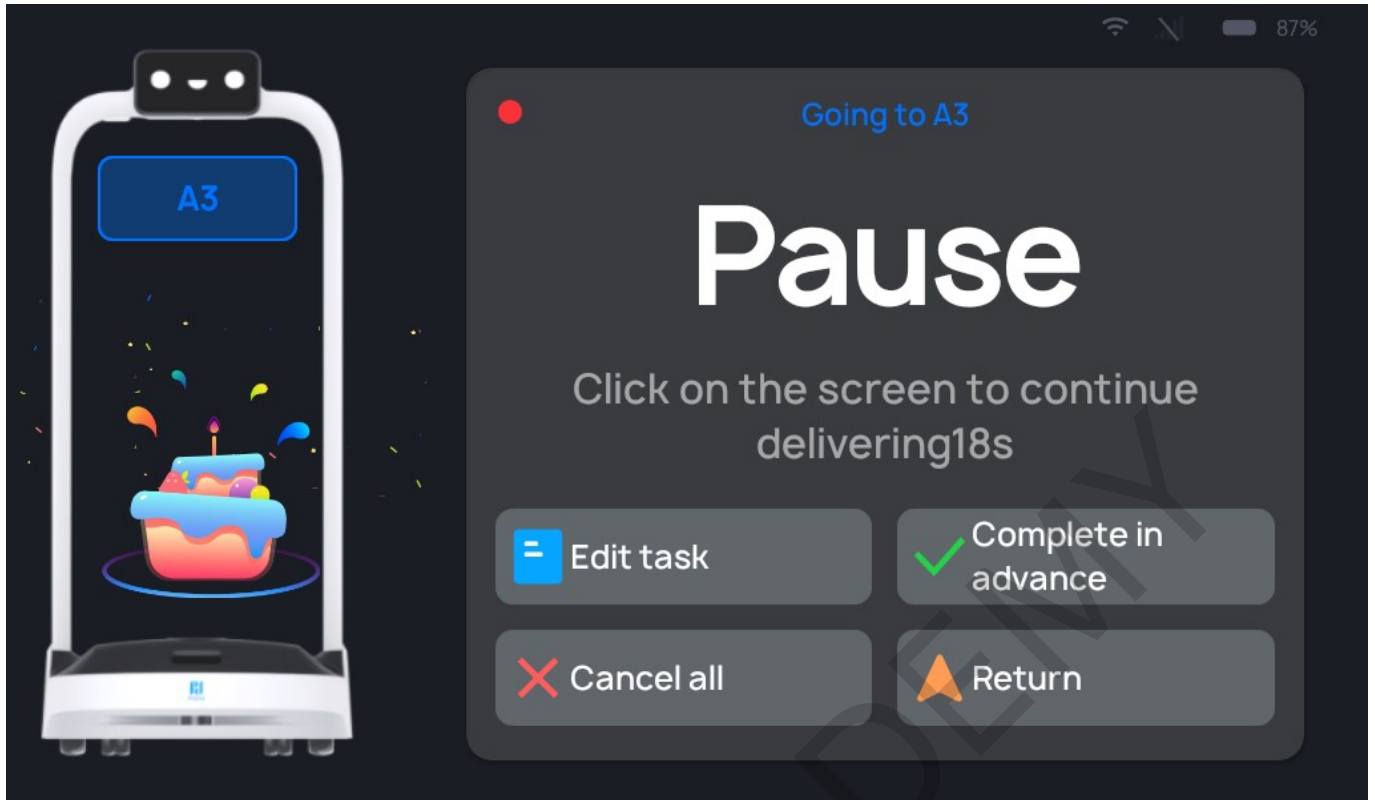 87%
Going to A3
A3
Pause
Click on the screen to continue
delivering18s
Edit task
Complete in
advance
Cancel all
Return
DEMY